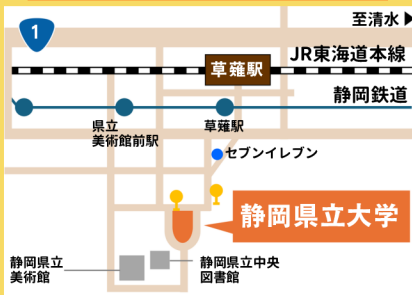 1
至清水▶
JR東海道本線
草薙駅
静岡鉄道
県立
美術館前駅
草薙駅
セブンイレブン
静岡県立大学
静岡県立
美術館
静岡県立中央
図書館